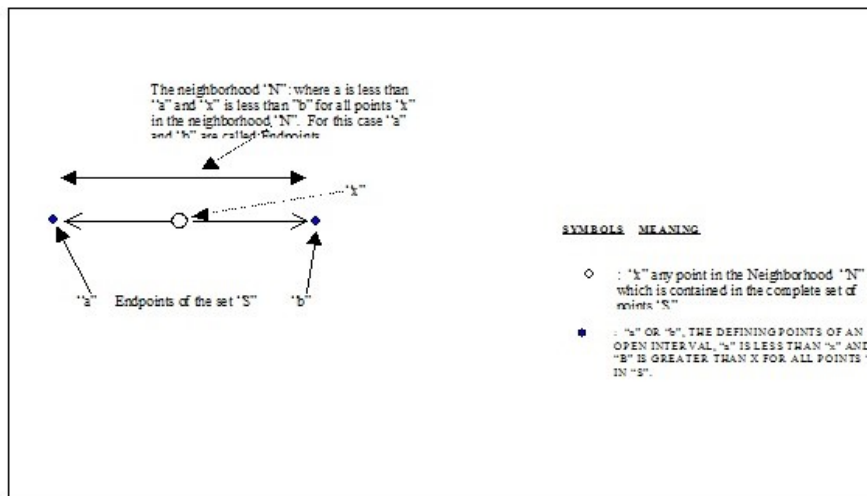 The neighborhood “N”: where a is less than
“a” and “x” is less than ”b” for all points “x”
in the neighborhood “N”. For this case “a”
and “b” are called Endpoints
“x”
“a” Endpoints of the set “S” “b”
SYMBOLS MEANING
: “x” any point in the Neighborhood “N”
which is contained in the complete set of
points “S”
: “a” OR “b”, THE DEFINING POINTS OF AN
OPEN INTERVAL, “a” IS LESS THAN “x” AND
“B” IS GREATER THAN X FOR ALL POINTS “
IN “S”.